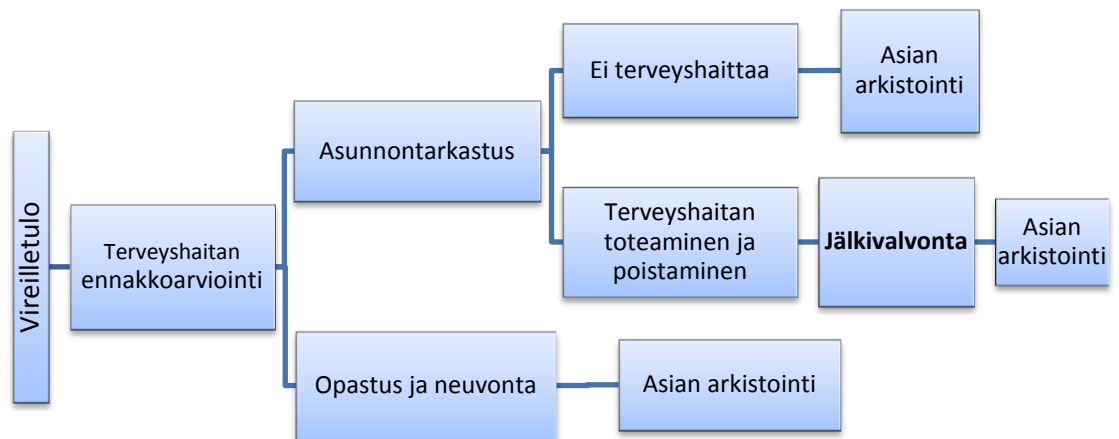 Vireilletulo
Terveyshaitan
ennakkoarviointi
Asunnontarkastus
Ei terveyshaittaa
Asian
arkistointi
Terveyshaitan
toteaminen ja
poistaminen
Jälkivalvonta
Asian
arkistointi
Opastus ja neuvonta
Asian arkistointi